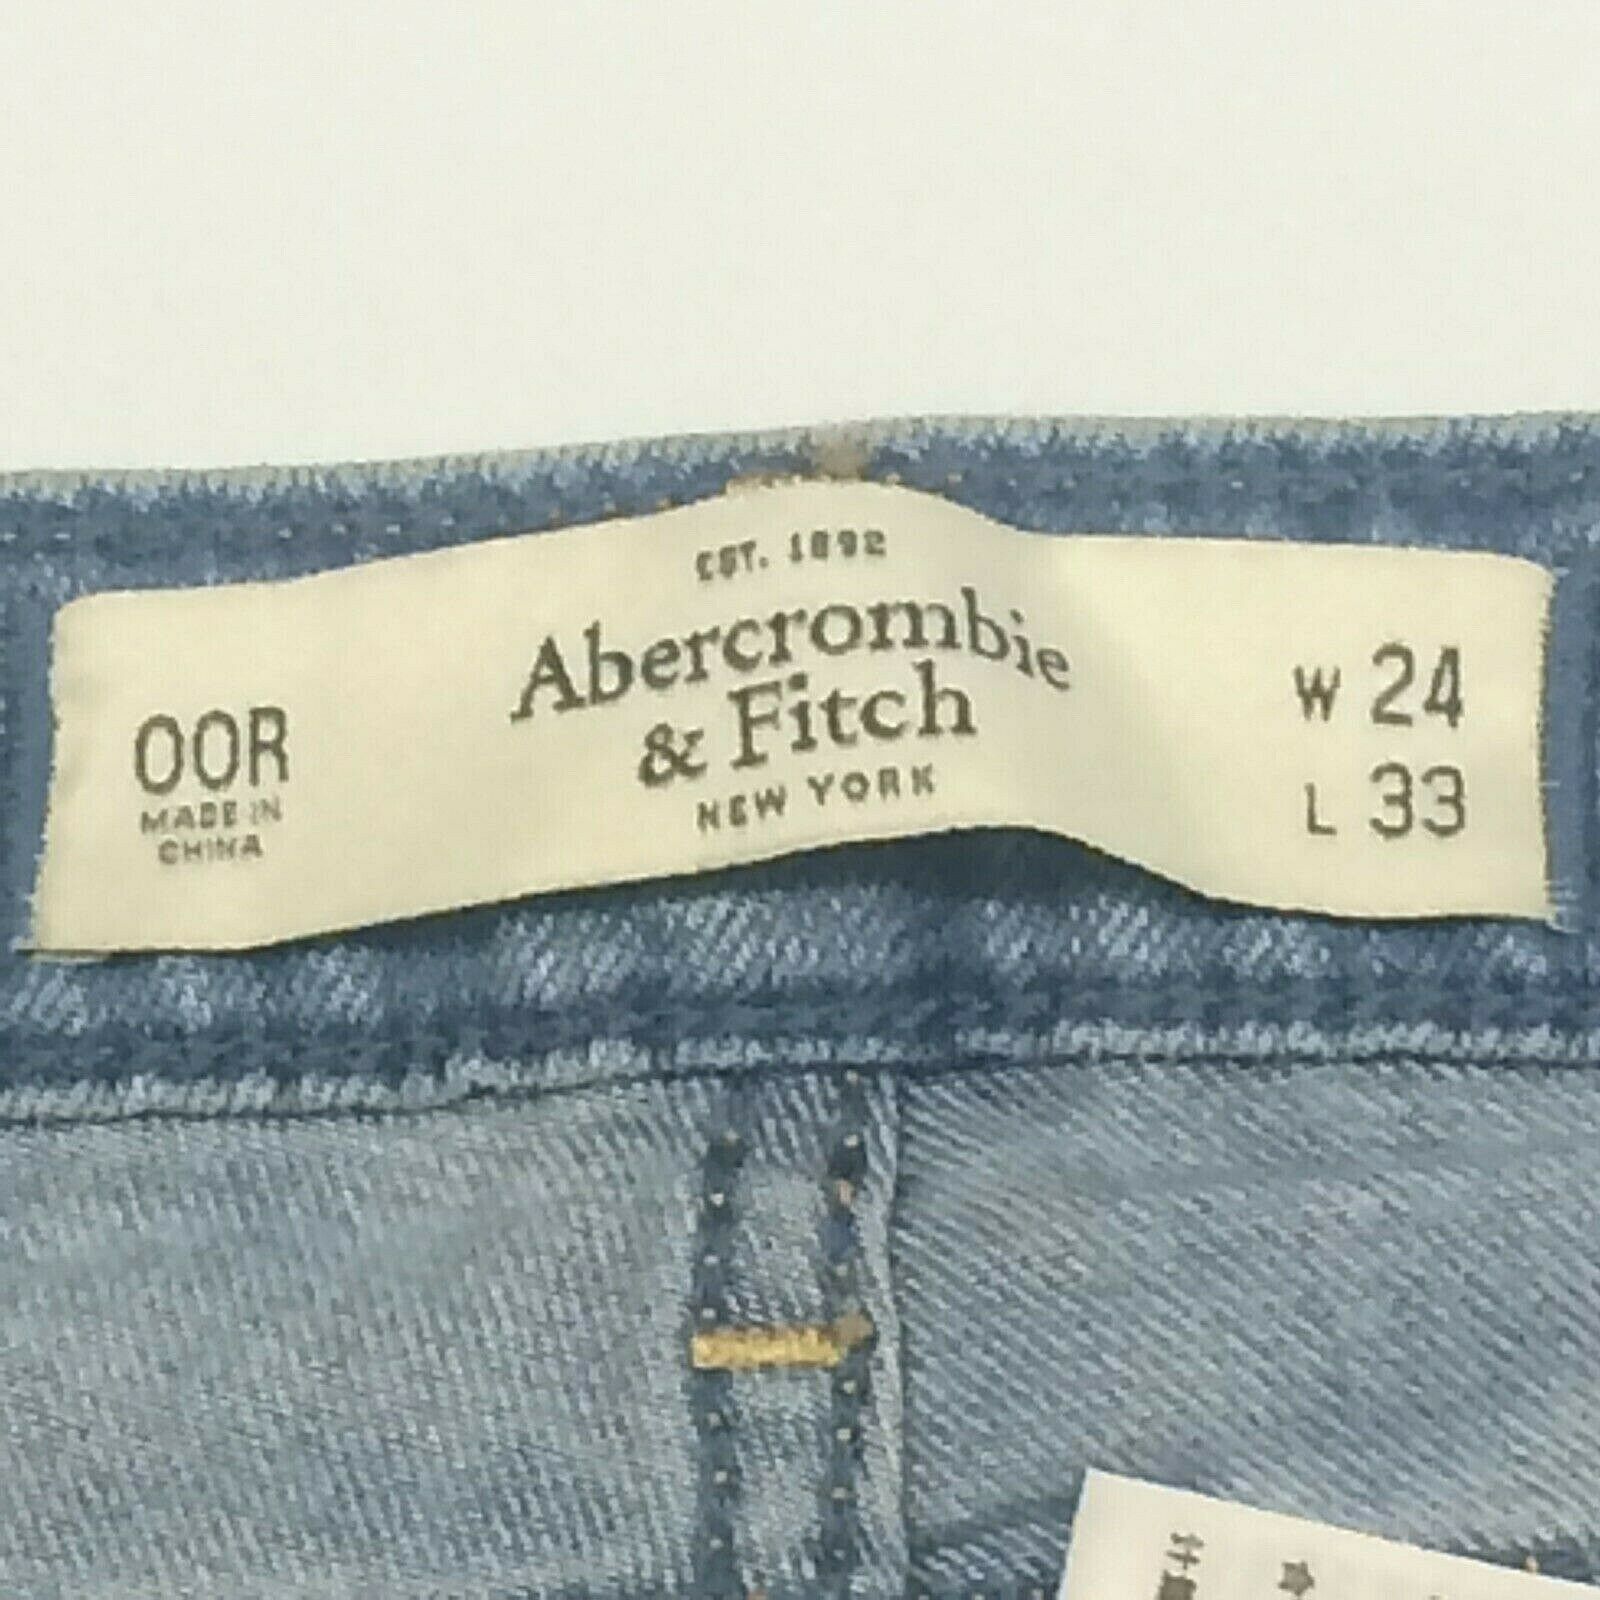 EST. 1892
Abercrombie
& Fitch
NEW YORK
00R
MADE IN
CHINA
W 24
L 33